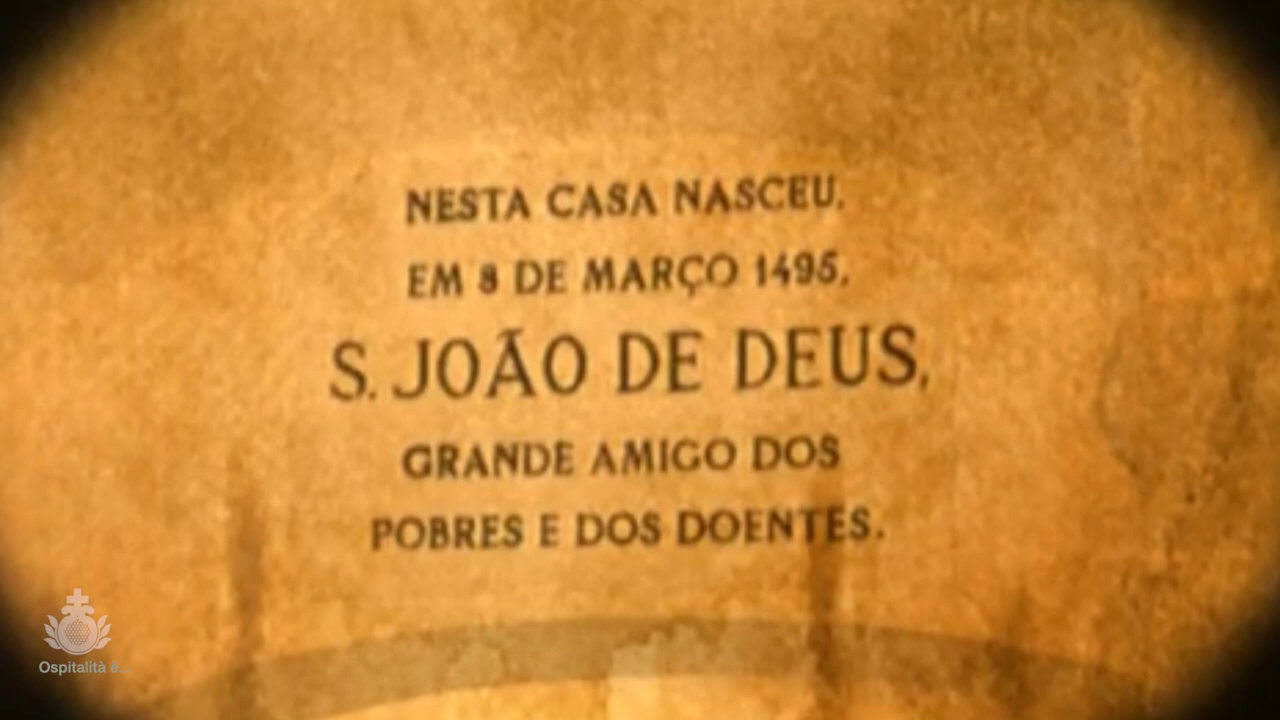 NESTA CASA NASCEU,
EM 8 DE MARÇO 1495,
S. JOÃO DE DEUS,
GRANDE AMIGO DOS
POBRES E DOS DOENTES.
Ospitalità è...